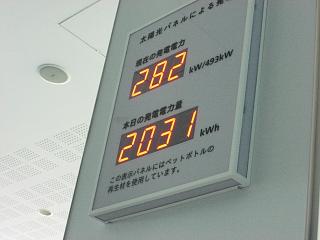 太陽光パネルによる発
現在の発電電力
282 kW/493kW
本日の発電電力量
2031 kWh
この表示パネルにはペットボトルの
再生材を使用しています。